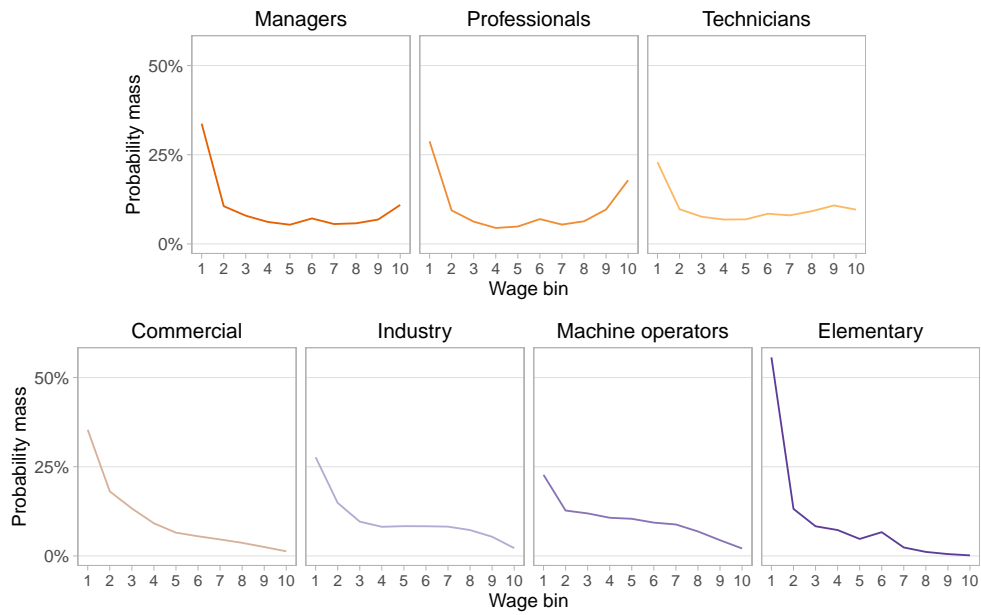 Managers Professionals Technicians
50%
25%
0%
Probability mass
1 2 3 4 5 6 7 8 9 10 1 2 3 4 5 6 7 8 9 10 1 2 3 4 5 6 7 8 9 10
Wage bin
Commercial Industry Machine operators Elementary
50%
25%
0%
Probability mass
1 2 3 4 5 6 7 8 9 10 1 2 3 4 5 6 7 8 9 10 1 2 3 4 5 6 7 8 9 10 1 2 3 4 5 6 7 8 9 10
Wage bin